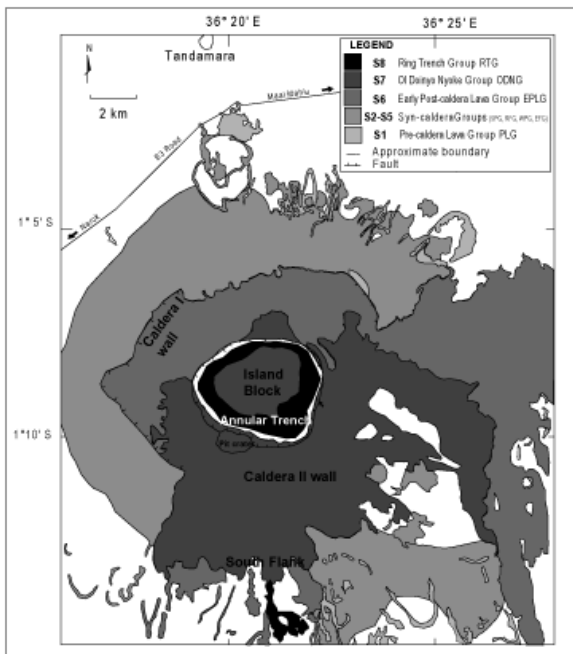 36° 20' E
36° 25' E
N
Tandamara
2 km
LEGEND
S8 Ring Trench Group RTG
S7 Ol Doinyo Nyoke Group ODNG
S6 Early Post-caldera Lava Group EPLG
S2-S5 Syn-caldera Groups
S1 Pre-caldera Lava Group PLG
Approximate boundary
Fault
Maai Mahiu
B3 Road
Narok
1° 5' S
Caldera I
wall
Island
Block
Annular Trench
Pit crater
1° 10' S
Caldera II wall
South Flank